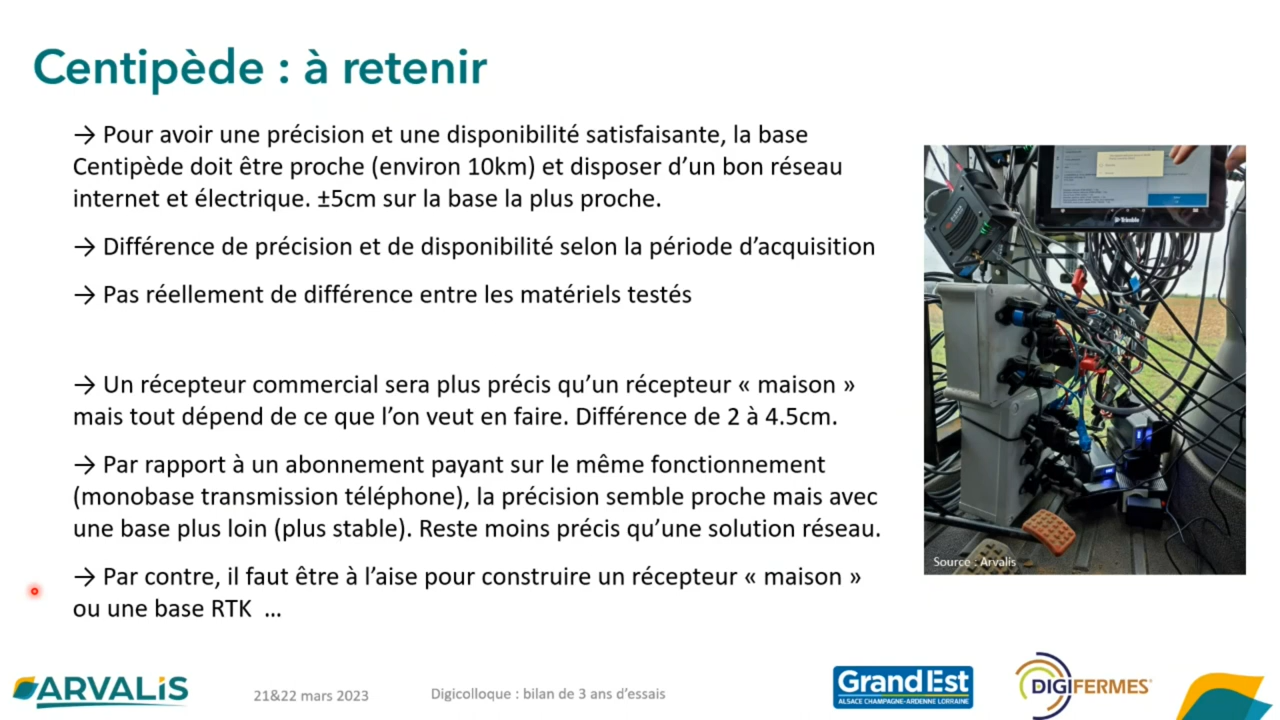 Centipède : à retenir
→ Pour avoir une précision et une disponibilité satisfaisante, la base
Centipède doit être proche (environ 10km) et disposer d’un bon réseau
internet et électrique. ±5cm sur la base la plus proche.
→ Différence de précision et de disponibilité selon la période d’acquisition
→ Pas réellement de différence entre les matériels testés
→ Un récepteur commercial sera plus précis qu’un récepteur « maison »
mais tout dépend de ce que l’on veut en faire. Différence de 2 à 4.5cm.
→ Par rapport à un abonnement payant sur le même fonctionnement
(monobase transmission téléphone), la précision semble proche mais avec
une base plus loin (plus stable). Reste moins précis qu’une solution réseau.
→ Par contre, il faut être à l’aise pour construire un récepteur « maison »
ou une base RTK ...
Trimble
Source : Arvalis
ARVALIS
21&22 mars 2023
Digicolloque : bilan de 3 ans d’essais
Grand Est
ALSACE CHAMPAGNE-ARDENNE LORRAINE
DIGIFERMES®